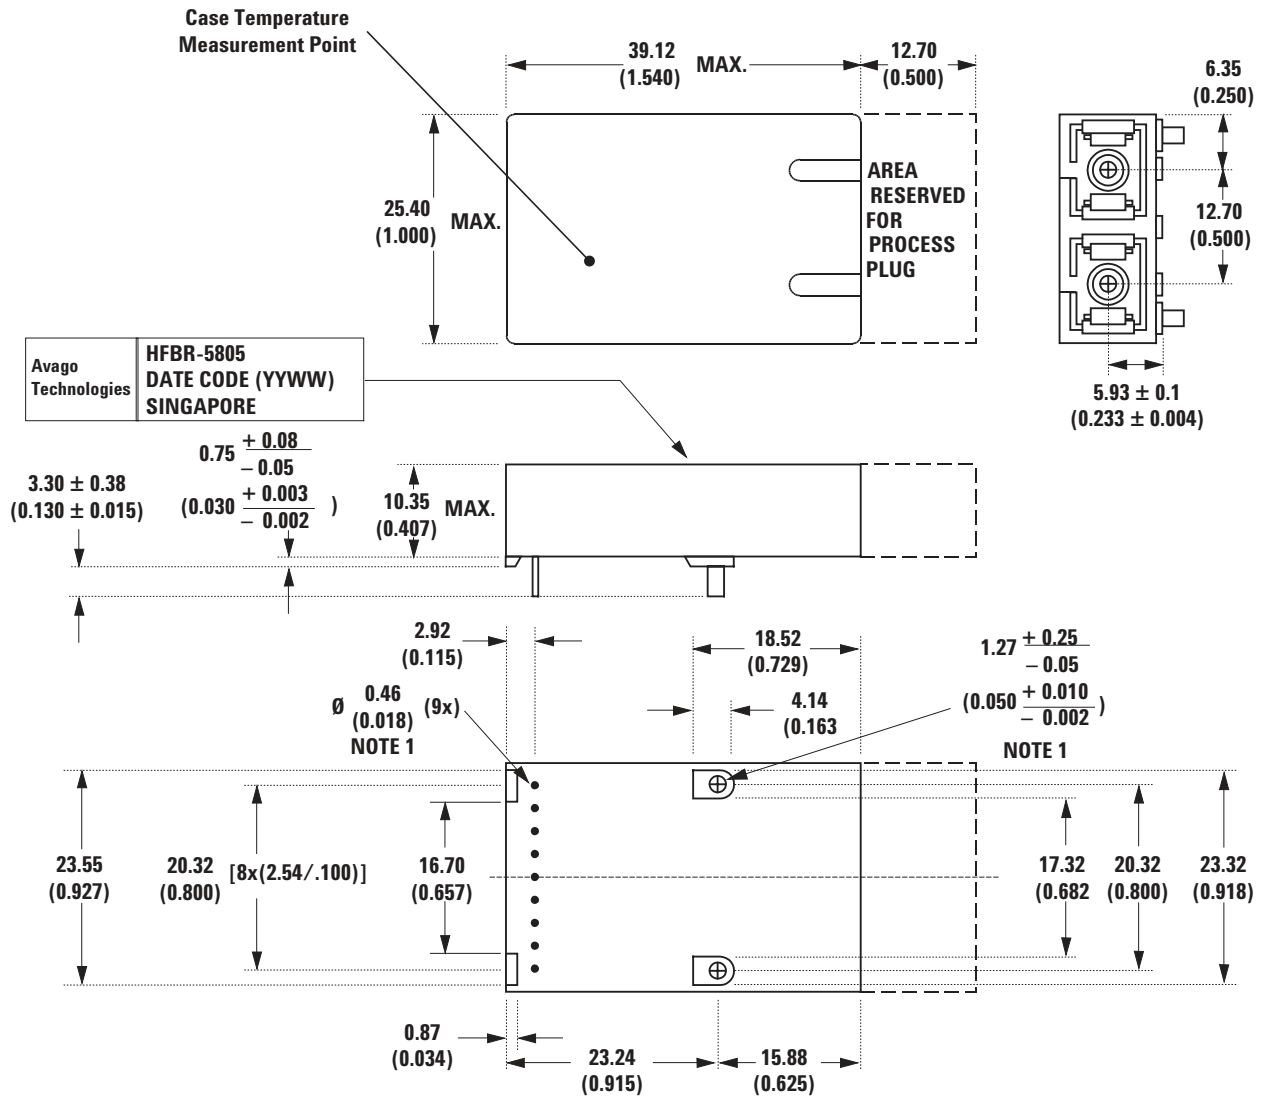 Case Temperature
Measurement Point
39.12
(1.540)
MAX.
12.70
(0.500)
6.35
(0.250)
25.40
(1.000)
MAX.
AREA
RESERVED
FOR
PROCESS
PLUG
12.70
(0.500)
5.93 ± 0.1
(0.233 ± 0.004)
Avago
Technologies
HFBR-5805
DATE CODE (YYWW)
SINGAPORE
0.75 + 0.08
– 0.05
(0.030 + 0.003
– 0.002 )
3.30 ± 0.38
(0.130 ± 0.015)
10.35
(0.407)
MAX.
2.92
(0.115)
18.52
(0.729)
4.14
(0.163
1.27 + 0.25
– 0.05
(0.050 + 0.010
– 0.002 )
NOTE 1
Ø 0.46
(0.018)
(9x)
NOTE 1
23.55
(0.927)
20.32
(0.800)
[8x(2.54/.100)]
16.70
(0.657)
17.32
(0.682
20.32
(0.800)
23.32
(0.918)
0.87
(0.034)
23.24
(0.915)
15.88
(0.625)